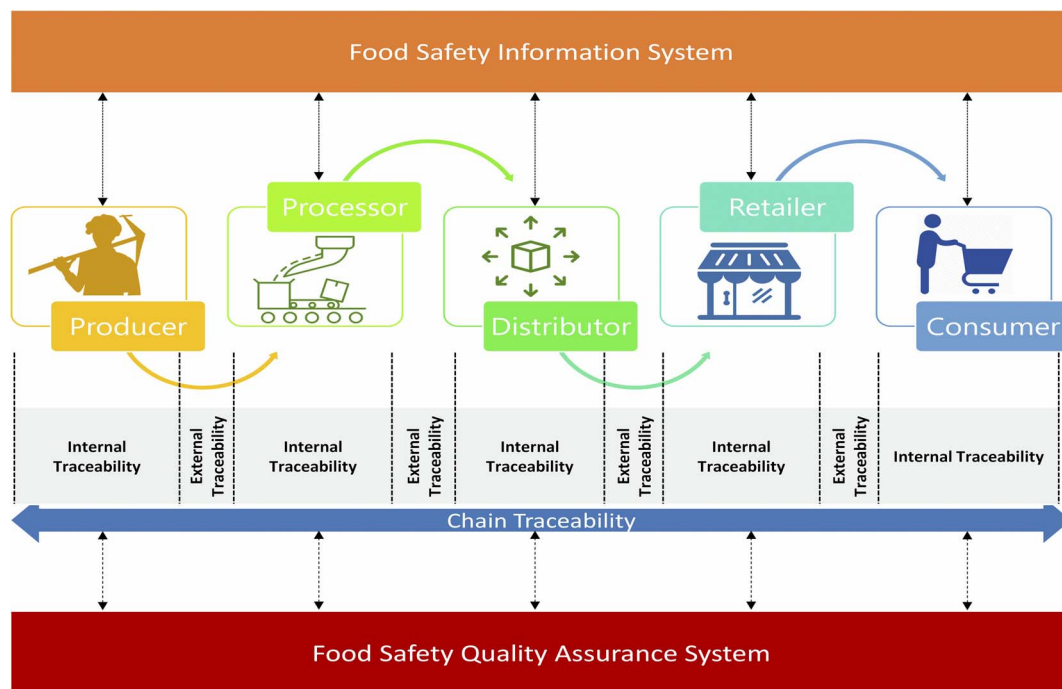 Food Safety Information System
Processor
Retailer
Producer
Distributor
Consumer
Internal
Traceability
External
Traceability
Internal
Traceability
External
Traceability
Internal
Traceability
External
Traceability
Internal
Traceability
External
Traceability
Internal Traceability
Chain Traceability
Food Safety Quality Assurance System